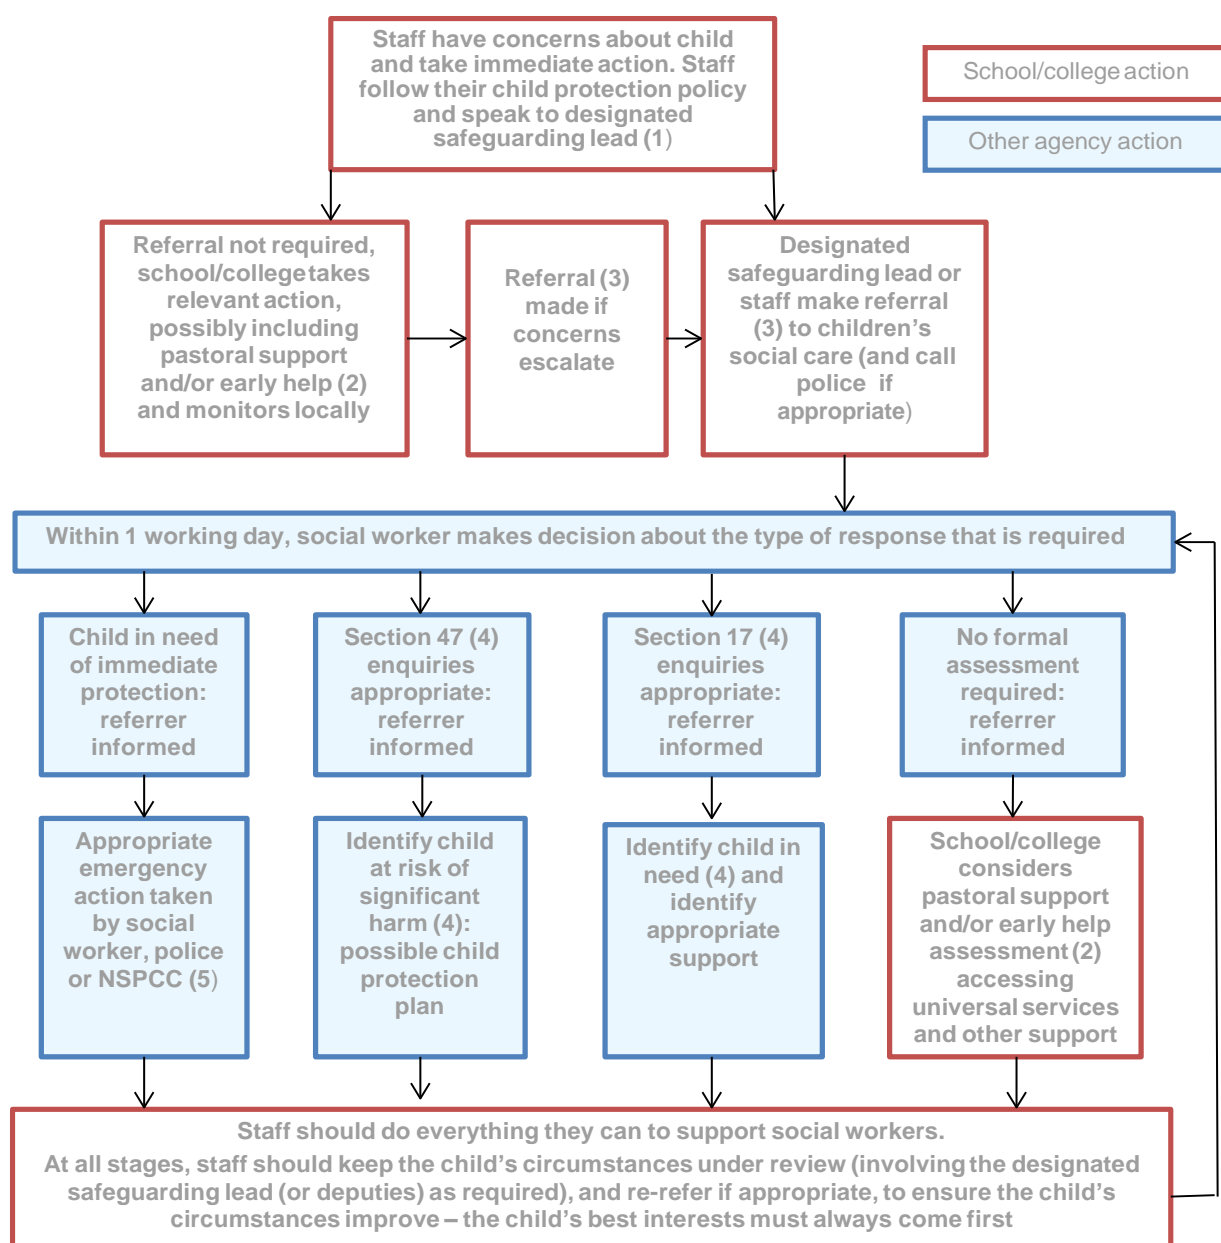 Staff have concerns about child
and take immediate action. Staff
follow their child protection policy
and speak to designated
safeguarding lead (1)
School/college action
Other agency action
Referral not required,
school/college takes
relevant action,
possibly including
pastoral support
and/or early help (2)
and monitors locally
Referral (3)
made if
concerns
escalate
Designated
safeguarding lead or
staff make referral
(3) to children’s
social care (and call
police if
appropriate)
Within 1 working day, social worker makes decision about the type of response that is required
Child in need
of immediate
protection:
referrer
informed
Section 47 (4)
enquiries
appropriate:
referrer
informed
Section 17 (4)
enquiries
appropriate:
referrer
informed
No formal
assessment
required:
referrer
informed
Appropriate
emergency
action taken
by social
worker, police
or NSPCC (5)
Identify child
at risk of
significant
harm (4):
possible child
protection
plan
Identify child in
need (4) and
identify
appropriate
support
School/college
considers
pastoral support
and/or early help
assessment (2)
accessing
universal services
and other support
Staff should do everything they can to support social workers.
At all stages, staff should keep the child’s circumstances under review (involving the designated
safeguarding lead (or deputies) as required), and re-refer if appropriate, to ensure the child’s
circumstances improve – the child’s best interests must always come first